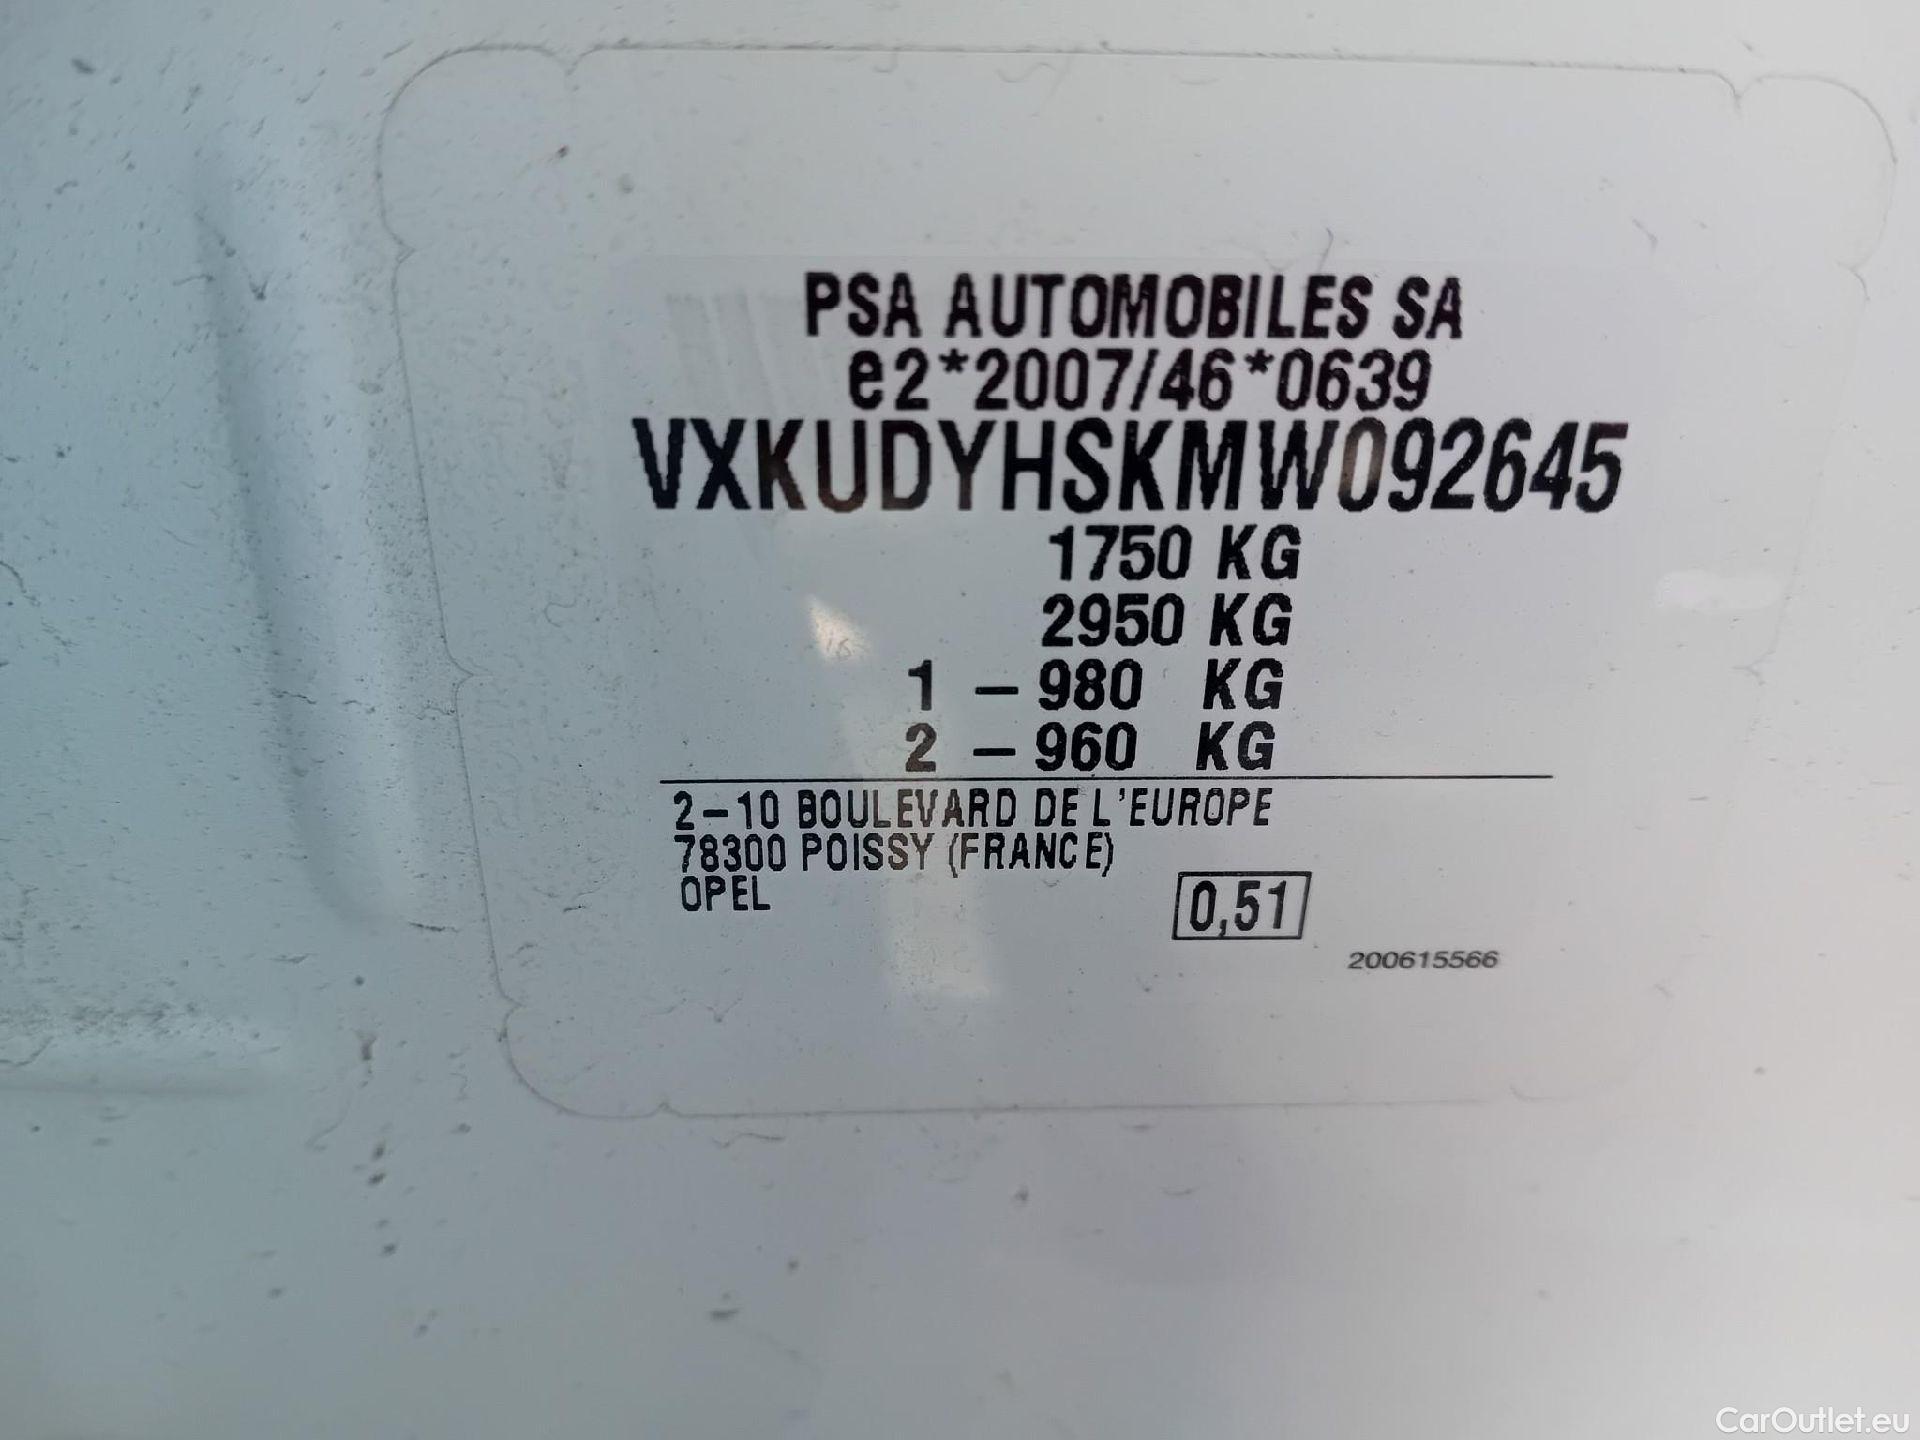 PSA AUTOMOBILES SA
e2*2007/46*0639
VXKUDYHSKMW092645
1750 KG
2950 KG
1 - 980 KG
2 - 960 KG
2-10 BOULEVARD DE L'EUROPE
78300 POISSY (FRANCE)
OPEL
0,51
200615566
CarOutlet.eu